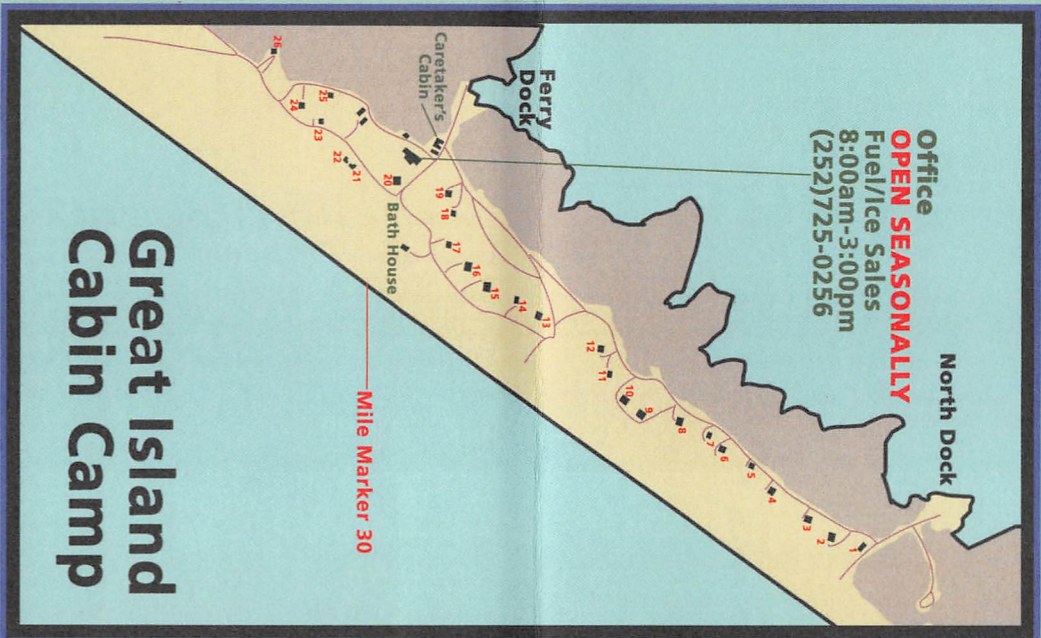 Office
OPEN SEASONALLY
Fuel/Ice Sales
8:00am-3:00pm
(252)725-0256
North Dock
Ferry
Dock
Caretaker's
Cabin
Bath House
Mile Marker 30
1
2
3
4
5
6
7
8
9
10
11
12
13
14
15
16
17
18
19
20
21
22
23
24
25
26
Great Island
Cabin Camp